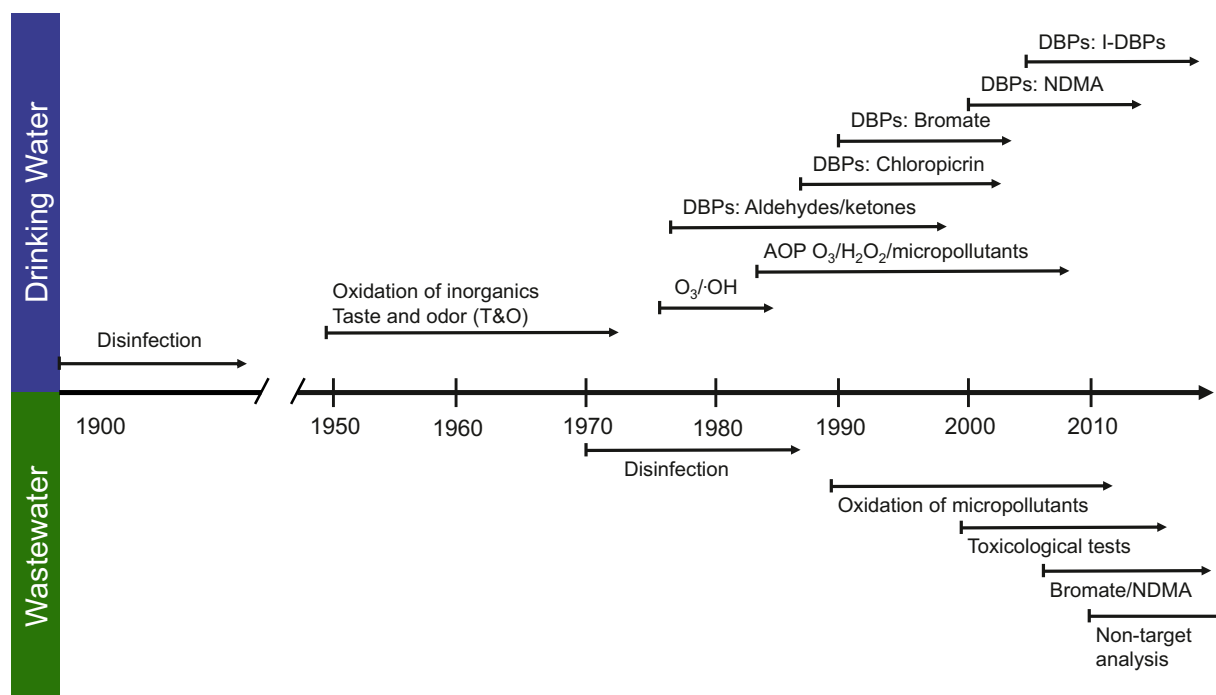 Drinking Water
DBPs: I-DBPs
DBPs: NDMA
DBPs: Bromate
DBPs: Chloropicrin
DBPs: Aldehydes/ketones
AOP O₃/H₂O₂/micropollutants
O₃/·OH
Oxidation of inorganics
Taste and odor (T&O)
Disinfection
1900 1950 1960 1970 1980 1990 2000 2010
Wastewater
Disinfection
Oxidation of micropollutants
Toxicological tests
Bromate/NDMA
Non-target
analysis